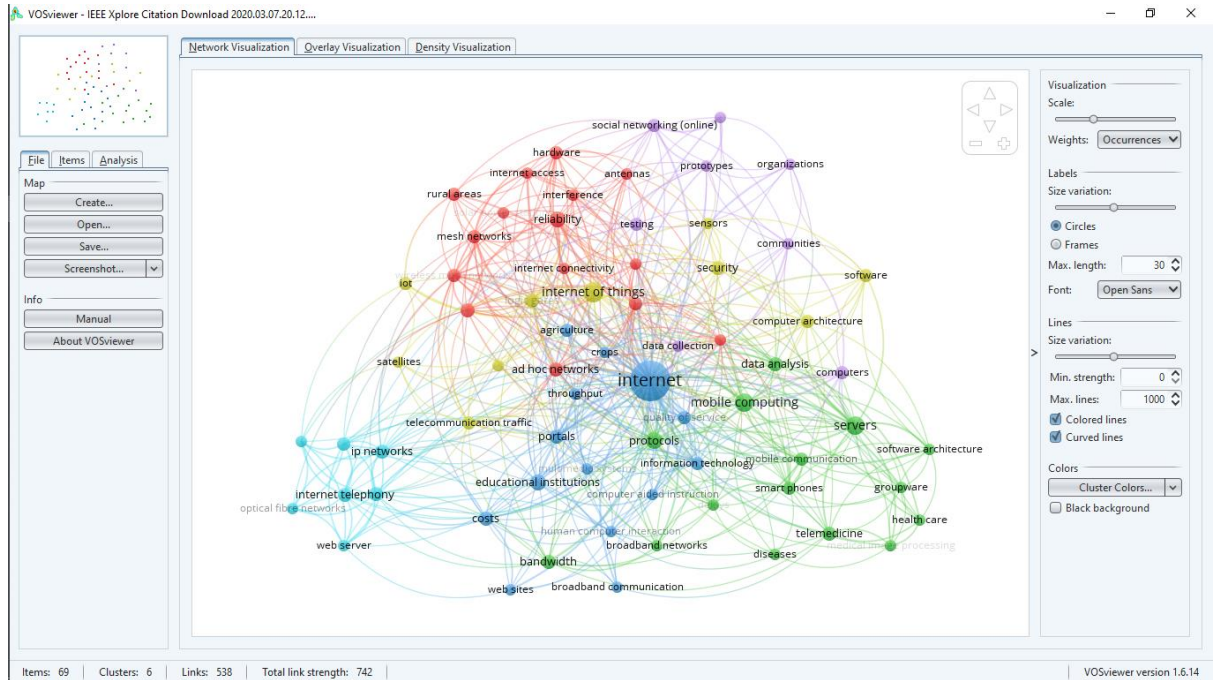 VOSviewer - IEEE Xplore Citation Download 2020.03.07.20.12....
Network Visualization Overlay Visualization Density Visualization
File Items Analysis
Map
Create...
Open...
Save...
Screenshot...
Info
Manual
About VOSviewer
social networking (online)
hardware
internet access
antennas
prototypes
organizations
rural areas
interference
reliability
testing
sensors
mesh networks
communities
internet connectivity
security
software
iot
internet of things
agriculture
computer architecture
crops
data collection
satellites
ad hoc networks
data analysis
computers
internet
throughput
mobile computing
quality of service
telecommunication traffic
portals
protocols
servers
ip networks
software architecture
information technology
mobile communication
educational institutions
internet telephony
computer aided instruction
smart phones
groupware
optical fibre networks
costs
health care
human computer interaction
telemedicine
web server
broadband networks
medical image processing
diseases
bandwidth
web sites
broadband communication
Visualization
Scale:
Weights: Occurrences
Labels
Size variation:
Circles
Frames
Max. length: 30
Font: Open Sans
Lines
Size variation:
>
Min. strength: 0
Max. lines: 1000
Colored lines
Curved lines
Colors
Cluster Colors...
Black background
Items: 69 Clusters: 6 Links: 538 Total link strength: 742
VOSviewer version 1.6.14